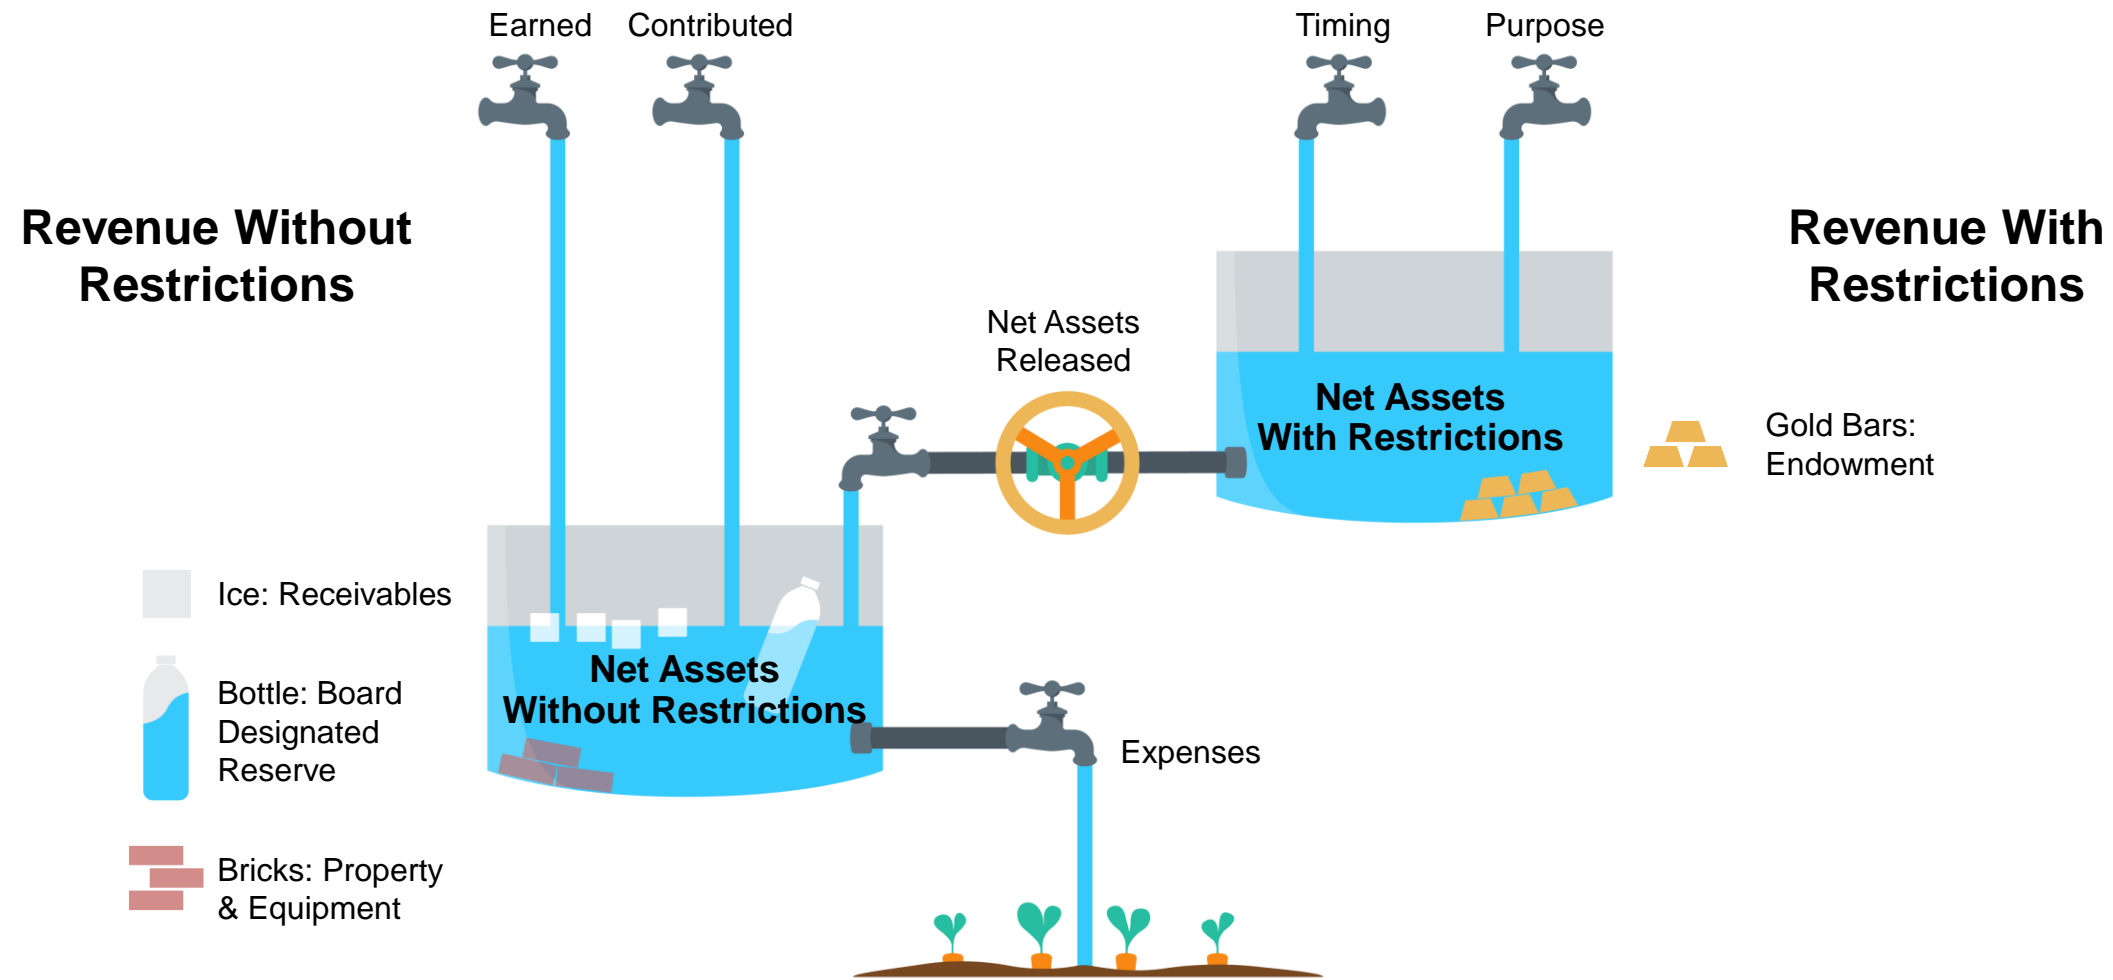 Earned
Contributed
Timing
Purpose
Revenue Without
Restrictions
Revenue With
Restrictions
Net Assets
Released
Net Assets
With Restrictions
Gold Bars:
Endowment
Ice: Receivables
Net Assets
Without Restrictions
Bottle: Board
Designated
Reserve
Expenses
Bricks: Property
& Equipment